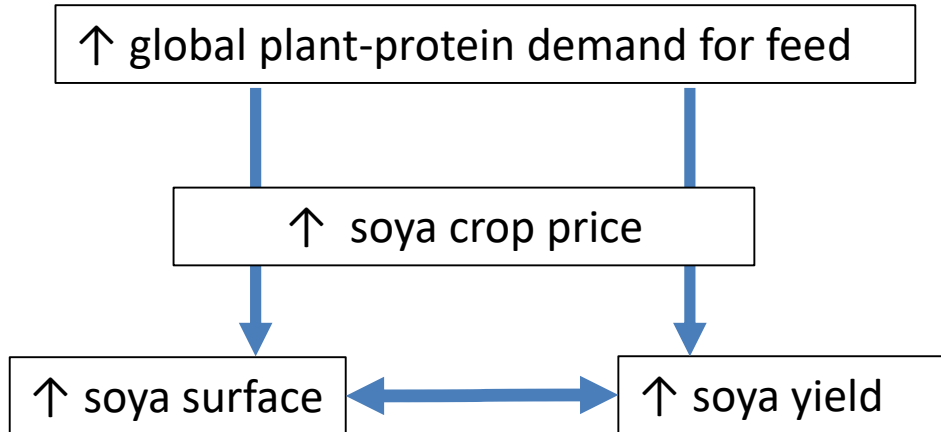 ↑ global plant-protein demand for feed
↑ soya crop price
↑ soya surface
↑ soya yield